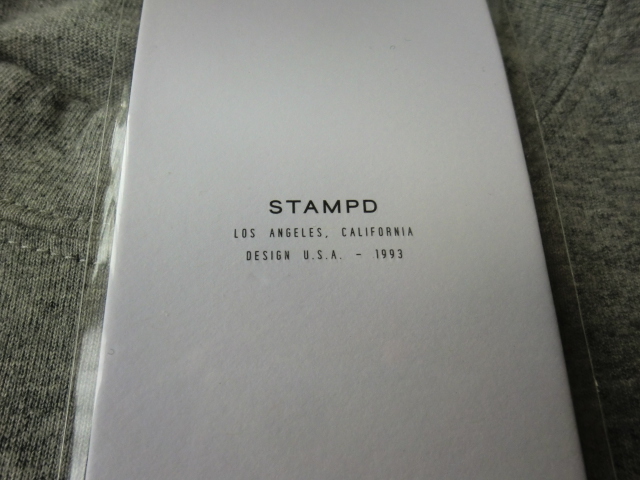 STAMPD
LOS ANGELES, CALIFORNIA
DESIGN U.S.A. - 1993